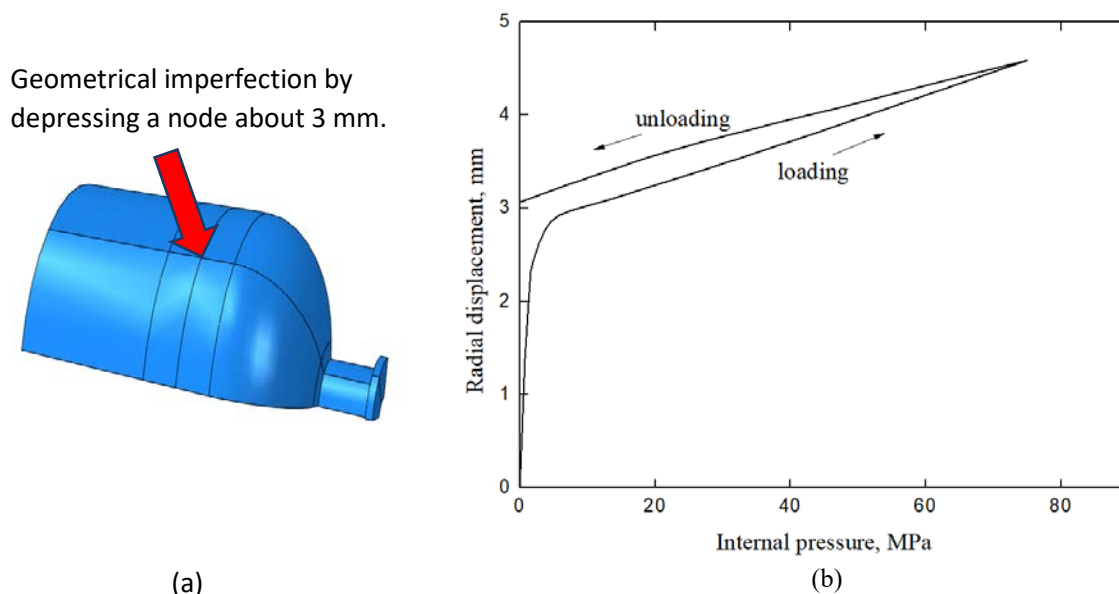 Geometrical imperfection by
depressing a node about 3 mm.
(a)
5
4
3
2
1
0
Radial displacement, mm
unloading
loading
0
20
40
60
80
Internal pressure, MPa
(b)